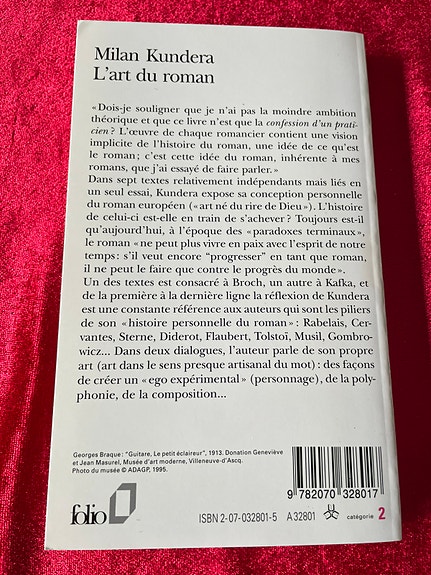 Milan Kundera
L'art du roman
« Dois-je souligner que je n'ai pas la moindre ambition
théorique et que ce livre n'est que la confession d'un prati-
cien ? L'œuvre de chaque romancier contient une vision
implicite de l'histoire du roman, une idée de ce qu'est
le roman ; c'est cette idée du roman, inhérente à mes
romans, que j'ai essayé de faire parler. »
Dans sept textes relativement indépendants mais liés en
un seul essai, Kundera expose sa conception personnelle
du roman européen (« art né du rire de Dieu »). L'histoire
de celui-ci est-elle en train de s'achever ? Toujours est-il
qu'aujourd'hui, à l'époque des « paradoxes terminaux »,
le roman « ne peut plus vivre en paix avec l'esprit de notre
temps : s'il veut encore “progresser” en tant que roman,
il ne peut le faire que contre le progrès du monde ».
Un des textes est consacré à Broch, un autre à Kafka, et
de la première à la dernière ligne la réflexion de Kundera
est une constante référence aux auteurs qui sont les piliers
de son « histoire personnelle du roman » : Rabelais, Cer-
vantes, Sterne, Diderot, Flaubert, Tolstoï, Musil, Gombro-
wicz... Dans deux dialogues, l'auteur parle de son propre
art (art dans le sens presque artisanal du mot) : des façons
de créer un « ego expérimental » (personnage), de la poly-
phonie, de la composition...
Georges Braque : "Guitare, Le petit éclaireur", 1913. Donation Geneviève
et Jean Masurel, Musée d'art moderne, Villeneuve-d'Ascq.
Photo du musée © ADAGP, 1995.
9 782070 328017
folio
ISBN 2-07-032801-5 A 32801 catégorie 2